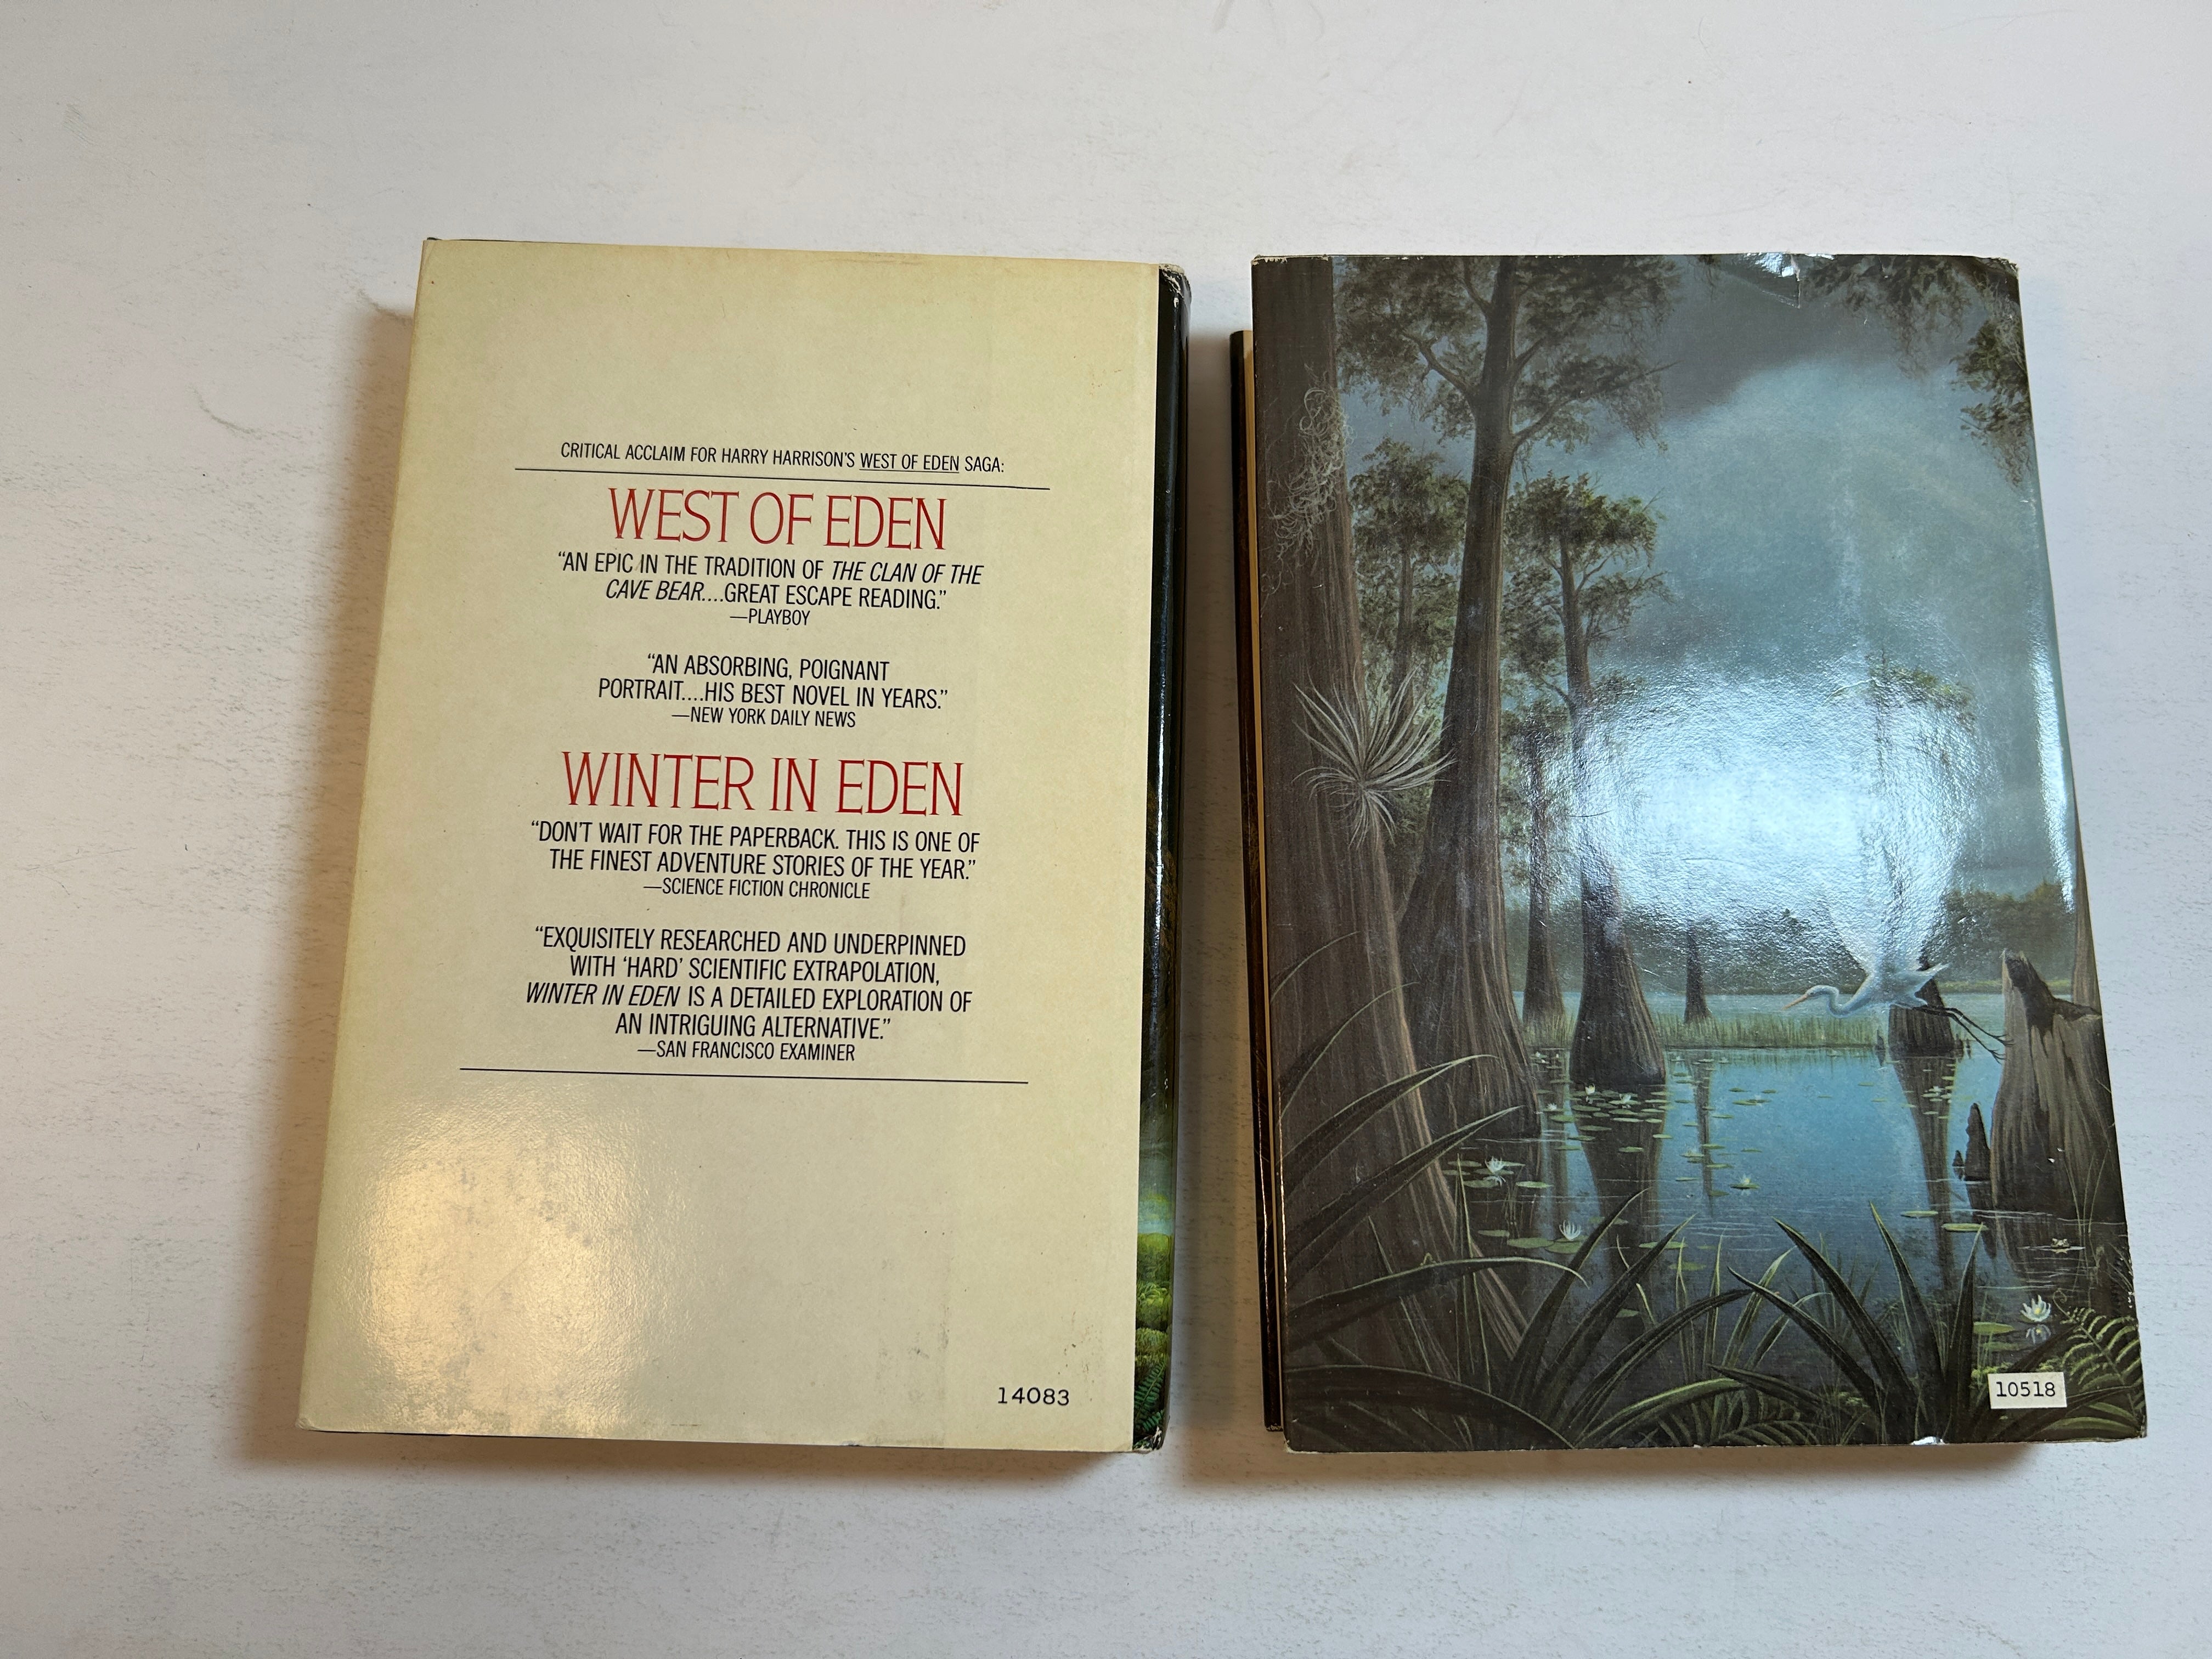 CRITICAL ACCLAIM FOR HARRY HARRISON'S WEST OF EDEN SAGA:
WEST OF EDEN
“AN EPIC IN THE TRADITION OF THE CLAN OF THE
CAVE BEAR....GREAT ESCAPE READING.”
—PLAYBOY
“AN ABSORBING, POIGNANT
PORTRAIT....HIS BEST NOVEL IN YEARS.”
—NEW YORK DAILY NEWS
WINTER IN EDEN
“DON'T WAIT FOR THE PAPERBACK. THIS IS ONE OF
THE FINEST ADVENTURE STORIES OF THE YEAR.”
—SCIENCE FICTION CHRONICLE
“EXQUISITELY RESEARCHED AND UNDERPINNED
WITH ‘HARD’ SCIENTIFIC EXTRAPOLATION,
WINTER IN EDEN IS A DETAILED EXPLORATION OF
AN INTRIGUING ALTERNATIVE.”
—SAN FRANCISCO EXAMINER
14083
10518